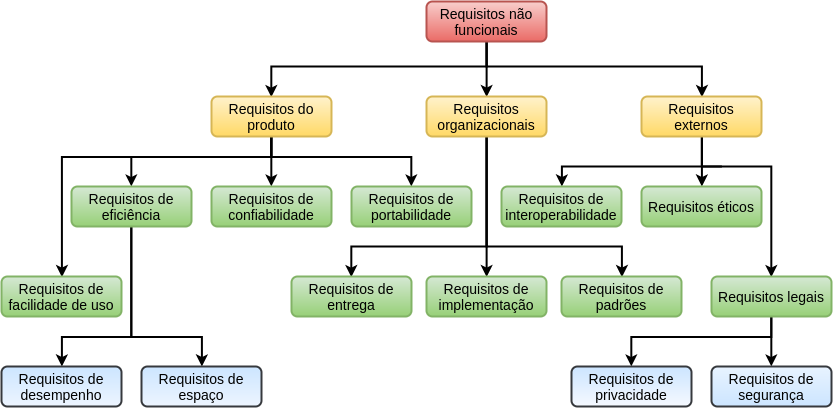 Requisitos não
funcionais
Requisitos do
produto
Requisitos
organizacionais
Requisitos
externos
Requisitos de
eficiência
Requisitos de
confiabilidade
Requisitos de
portabilidade
Requisitos de
interoperabilidade
Requisitos éticos
Requisitos de
facilidade de uso
Requisitos de
entrega
Requisitos de
implementação
Requisitos de
padrões
Requisitos legais
Requisitos de
desempenho
Requisitos de
espaço
Requisitos de
privacidade
Requisitos de
segurança